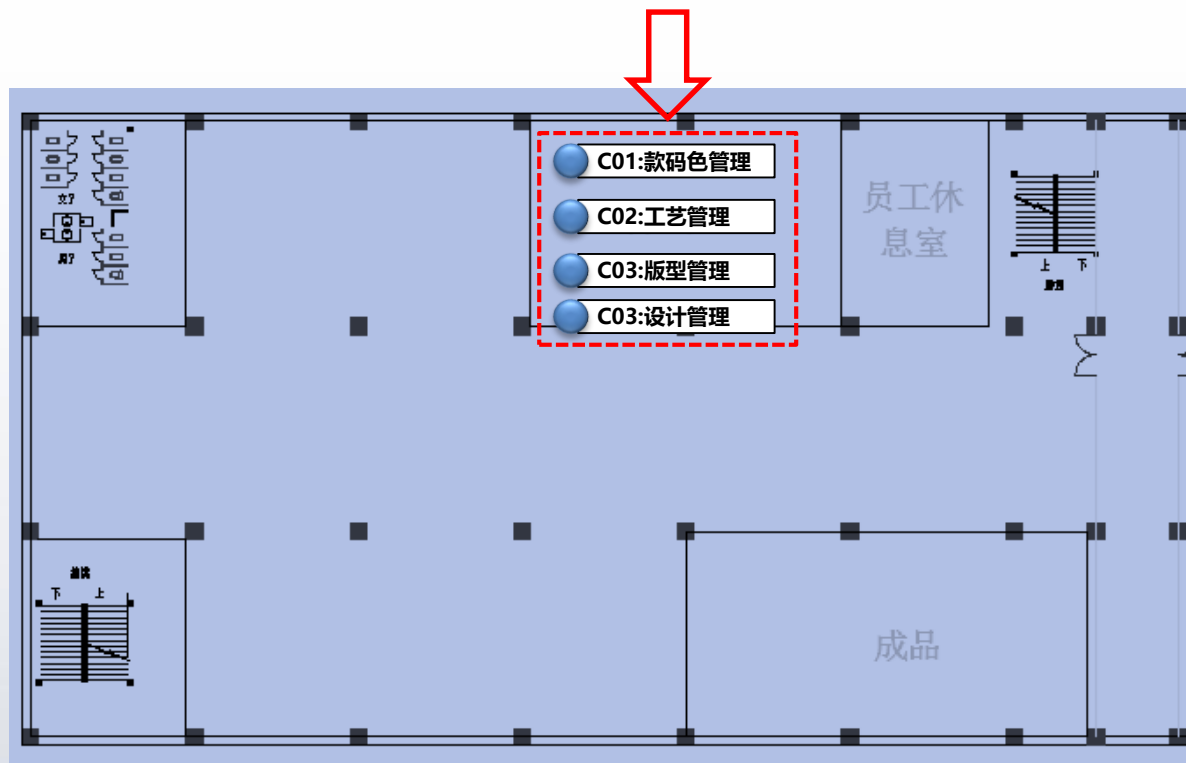 C01:款码色管理
C02:工艺管理
C03:版型管理
C03:设计管理
员工休
息室
上 下
下 上
成品